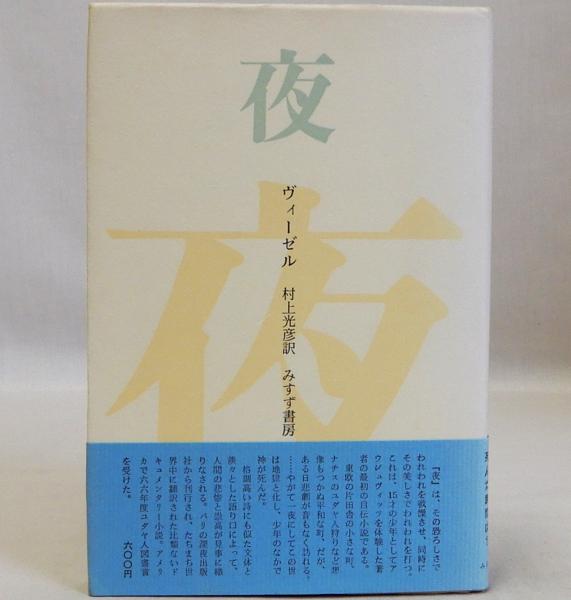 夜
夜
ヴィーゼル 村上光彦訳 みすず書房
『夜』は、その恐ろしさで
われわれを戦慄させ、同時に
その美しさでわれわれを打つ。
これは、15才の少年としてア
ウシュヴィッツを体験した著
者の最初の自伝小説である。
東欧の片田舎の小さな町、
ナチスのユダヤ人狩りなど想
像もつかぬ平和な町、だが、
ある日悲劇が音もなく訪れる。
……やがて一夜にしてこの世
は地獄と化し、少年のなかで
神が死んだ。
格調高い詩にも似た文体と
淡々とした語り口によって、
人間の悲惨と崇高が見事に織
りなされる。パリの深夜出版
社から刊行され、たちまち世
界中に翻訳された比類ないド
キュメンタリー小説。アメリ
カで六六年度ユダヤ人図書賞
を受けた。
六〇〇円